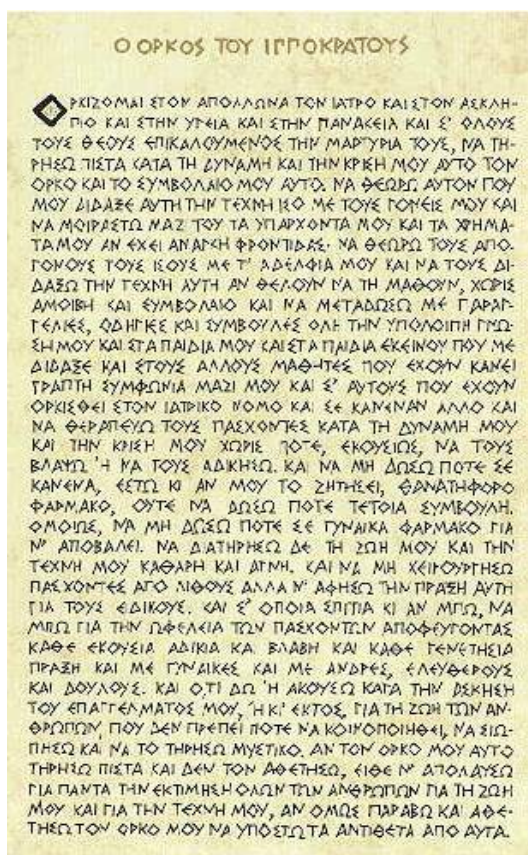 Ο ΟΡΚΟΣ ΤΟΥ ΙΠΠΟΚΡΑΤΟΥΣ
ΟΡΚΙΖΟΜΑΙ ΣΤΟΝ ΑΠΟΛΛΩΝΑ ΤΟΝ ΙΑΤΡΟ ΚΑΙ ΣΤΟΝ ΑΣΚΛΗ-
ΠΙΟ ΚΑΙ ΣΤΗΝ ΥΓΕΙΑ ΚΑΙ ΣΤΗΝ ΠΑΝΑΚΕΙΑ ΚΑΙ Σ' ΟΛΟΥΣ
ΤΟΥΣ ΘΕΟΥΣ ΕΠΙΚΑΛΟΥΜΕΝΟΣ ΤΗΝ ΜΑΡΤΥΡΙΑ ΤΟΥΣ, ΝΑ ΤΗ-
ΡΗΣΩ ΠΙΣΤΑ ΚΑΤΑ ΤΗ ΔΥΝΑΜΗ ΚΑΙ ΤΗΝ ΚΡΙΣΗ ΜΟΥ ΑΥΤΟ ΤΟΝ
ΟΡΚΟ ΚΑΙ ΤΟ ΣΥΜΒΟΛΑΙΟ ΜΟΥ ΑΥΤΟ. ΝΑ ΘΕΩΡΩ ΑΥΤΟΝ ΠΟΥ
ΜΟΥ ΔΙΔΑΞΕ ΑΥΤΗ ΤΗΝ ΤΕΧΝΗ ΙΣΟ ΜΕ ΤΟΥΣ ΓΟΝΕΙΣ ΜΟΥ ΚΑΙ
ΝΑ ΜΟΙΡΑΣΤΩ ΜΑΖΙ ΤΟΥ ΤΑ ΥΠΑΡΧΟΝΤΑ ΜΟΥ ΚΑΙ ΤΑ ΧΡΗΜΑ-
ΤΑ ΜΟΥ ΑΝ ΕΧΕΙ ΑΝΑΓΚΗ ΦΡΟΝΤΙΔΑΣ· ΝΑ ΘΕΩΡΩ ΤΟΥΣ ΑΠΟ-
ΓΟΝΟΥΣ ΤΟΥΣ ΙΣΟΥΣ ΜΕ Τ' ΑΔΕΛΦΙΑ ΜΟΥ ΚΑΙ ΝΑ ΤΟΥΣ ΔΙ-
ΔΑΞΩ ΤΗΝ ΤΕΧΝΗ ΑΥΤΗ ΑΝ ΘΕΛΟΥΝ ΝΑ ΤΗ ΜΑΘΟΥΝ, ΧΩΡΙΣ
ΑΜΟΙΒΗ ΚΑΙ ΣΥΜΒΟΛΑΙΟ ΚΑΙ ΝΑ ΜΕΤΑΔΩΣΩ ΜΕ ΠΑΡΑΓ-
ΓΕΛΙΕΣ, ΟΔΗΓΙΕΣ ΚΑΙ ΣΥΜΒΟΥΛΕΣ ΟΛΗ ΤΗΝ ΥΠΟΛΟΙΠΗ ΓΝΩ-
ΣΗ ΜΟΥ ΚΑΙ ΣΤΑ ΠΑΙΔΙΑ ΜΟΥ ΚΑΙ ΣΤΑ ΠΑΙΔΙΑ ΕΚΕΙΝΟΥ ΠΟΥ ΜΕ
ΔΙΔΑΞΕ ΚΑΙ ΣΤΟΥΣ ΑΛΛΟΥΣ ΜΑΘΗΤΕΣ ΠΟΥ ΕΧΟΥΝ ΚΑΝΕΙ
ΓΡΑΠΤΗ ΣΥΜΦΩΝΙΑ ΜΑΖΙ ΜΟΥ ΚΑΙ Σ' ΑΥΤΟΥΣ ΠΟΥ ΕΧΟΥΝ
ΟΡΚΙΣΘΕΙ ΣΤΟΝ ΙΑΤΡΙΚΟ ΝΟΜΟ ΚΑΙ ΣΕ ΚΑΝΕΝΑΝ ΑΛΛΟ ΚΑΙ
ΝΑ ΘΕΡΑΠΕΥΩ ΤΟΥΣ ΠΑΣΧΟΝΤΕΣ ΚΑΤΑ ΤΗ ΔΥΝΑΜΗ ΜΟΥ
ΚΑΙ ΤΗΝ ΚΡΙΣΗ ΜΟΥ ΧΩΡΙΣ ΠΟΤΕ, ΕΚΟΥΣΙΩΣ, ΝΑ ΤΟΥΣ
ΒΛΑΨΩ Ή ΝΑ ΤΟΥΣ ΑΔΙΚΗΣΩ. ΚΑΙ ΝΑ ΜΗ ΔΩΣΩ ΠΟΤΕ ΣΕ
ΚΑΝΕΝΑ, ΕΣΤΩ ΚΙ ΑΝ ΜΟΥ ΤΟ ΖΗΤΗΣΕΙ, ΘΑΝΑΤΗΦΟΡΟ
ΦΑΡΜΑΚΟ, ΟΥΤΕ ΝΑ ΔΩΣΩ ΠΟΤΕ ΤΕΤΟΙΑ ΣΥΜΒΟΥΛΗ.
ΟΜΟΙΩΣ, ΝΑ ΜΗ ΔΩΣΩ ΠΟΤΕ ΣΕ ΓΥΝΑΙΚΑ ΦΑΡΜΑΚΟ ΓΙΑ
Ν' ΑΠΟΒΑΛΕΙ. ΝΑ ΔΙΑΤΗΡΗΣΩ ΔΕ ΤΗ ΖΩΗ ΜΟΥ ΚΑΙ ΤΗΝ
ΤΕΧΝΗ ΜΟΥ ΚΑΘΑΡΗ ΚΑΙ ΑΓΝΗ. ΚΑΙ ΝΑ ΜΗ ΧΕΙΡΟΥΡΓΗΣΩ
ΠΑΣΧΟΝΤΕΣ ΑΠΟ ΛΙΘΟΥΣ ΑΛΛΑ Ν' ΑΦΗΣΩ ΤΗΝ ΠΡΑΞΗ ΑΥΤΗ
ΓΙΑ ΤΟΥΣ ΕΔΙΚΟΥΣ. ΚΑΙ Σ' ΟΠΟΙΑ ΣΠΙΤΙΑ ΚΙ ΑΝ ΜΠΩ, ΝΑ
ΜΠΩ ΓΙΑ ΤΗΝ ΩΦΕΛΕΙΑ ΤΩΝ ΠΑΣΧΟΝΤΩΝ ΑΠΟΦΕΥΓΟΝΤΑΣ
ΚΑΘΕ ΕΚΟΥΣΙΑ ΑΔΙΚΙΑ ΚΑΙ ΒΛΑΒΗ ΚΑΙ ΚΑΘΕ ΓΕΝΕΤΗΣΙΑ
ΠΡΑΞΗ ΚΑΙ ΜΕ ΓΥΝΑΙΚΕΣ ΚΑΙ ΜΕ ΑΝΔΡΕΣ, ΕΛΕΥΘΕΡΟΥΣ
ΚΑΙ ΔΟΥΛΟΥΣ. ΚΑΙ Ο,ΤΙ ΔΩ Ή ΑΚΟΥΣΩ ΚΑΤΑ ΤΗΝ ΑΣΚΗΣΗ
ΤΟΥ ΕΠΑΓΓΕΛΜΑΤΟΣ ΜΟΥ, Ή Κ' ΕΚΤΟΣ, ΓΙΑ ΤΗ ΖΩΗ ΤΩΝ ΑΝ-
ΘΡΩΠΩΝ, ΠΟΥ ΔΕΝ ΠΡΕΠΕΙ ΠΟΤΕ ΝΑ ΚΟΙΝΟΠΟΙΗΘΕΙ, ΝΑ ΣΙΩ-
ΠΗΣΩ ΚΑΙ ΝΑ ΤΟ ΤΗΡΗΣΩ ΜΥΣΤΙΚΟ. ΑΝ ΤΟΝ ΟΡΚΟ ΜΟΥ ΑΥΤΟ
ΤΗΡΗΣΩ ΠΙΣΤΑ ΚΑΙ ΔΕΝ ΤΟΝ ΑΘΕΤΗΣΩ, ΕΙΘΕ Ν' ΑΠΟΛΑΥΣΩ
ΓΙΑ ΠΑΝΤΑ ΤΗΝ ΕΚΤΙΜΗΣΗ ΟΛΩΝ ΤΩΝ ΑΝΘΡΩΠΩΝ ΓΙΑ ΤΗ ΖΩΗ
ΜΟΥ ΚΑΙ ΓΙΑ ΤΗΝ ΤΕΧΝΗ ΜΟΥ, ΑΝ ΟΜΩΣ ΠΑΡΑΒΩ ΚΑΙ ΑΘΕ-
ΤΗΣΩ ΤΟΝ ΟΡΚΟ ΜΟΥ ΝΑ ΥΠΟΣΤΩ ΤΑ ΑΝΤΙΘΕΤΑ ΑΠΟ ΑΥΤΑ.